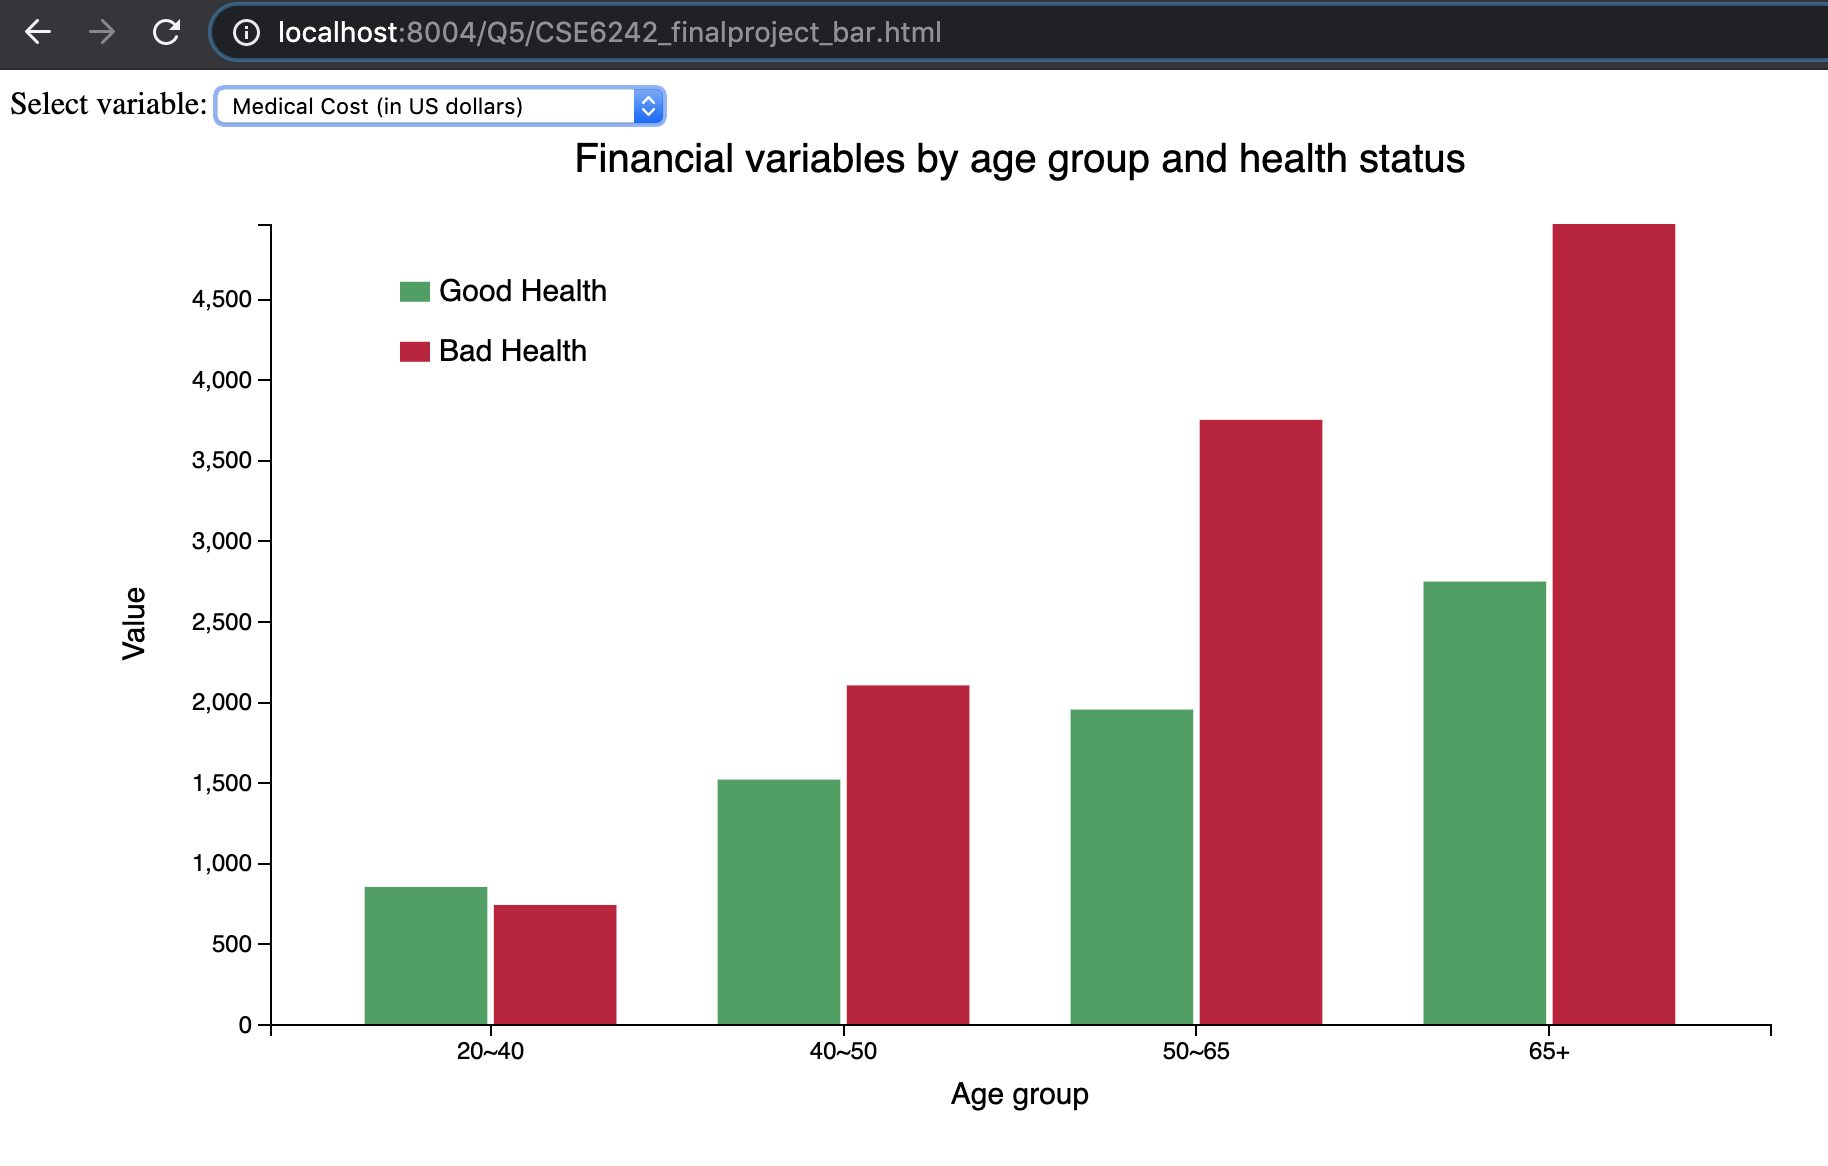 localhost:8004/Q5/CSE6242_finalproject_bar.html
Select variable: Medical Cost (in US dollars)
Financial variables by age group and health status
Good Health
Bad Health
4,500
4,000
3,500
3,000
2,500
2,000
1,500
1,000
500
0
Value
20~40 40~50 50~65 65+
Age group